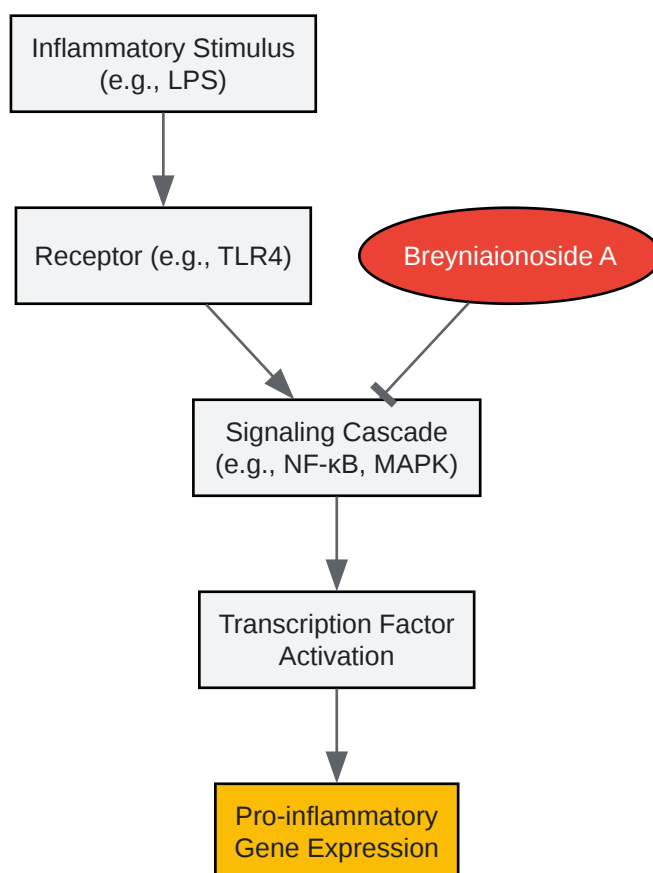 Inflammatory Stimulus
(e.g., LPS)
Receptor (e.g., TLR4)
Breyniaionoside A
Signaling Cascade
(e.g., NF-κB, MAPK)
Transcription Factor
Activation
Pro-inflammatory
Gene Expression